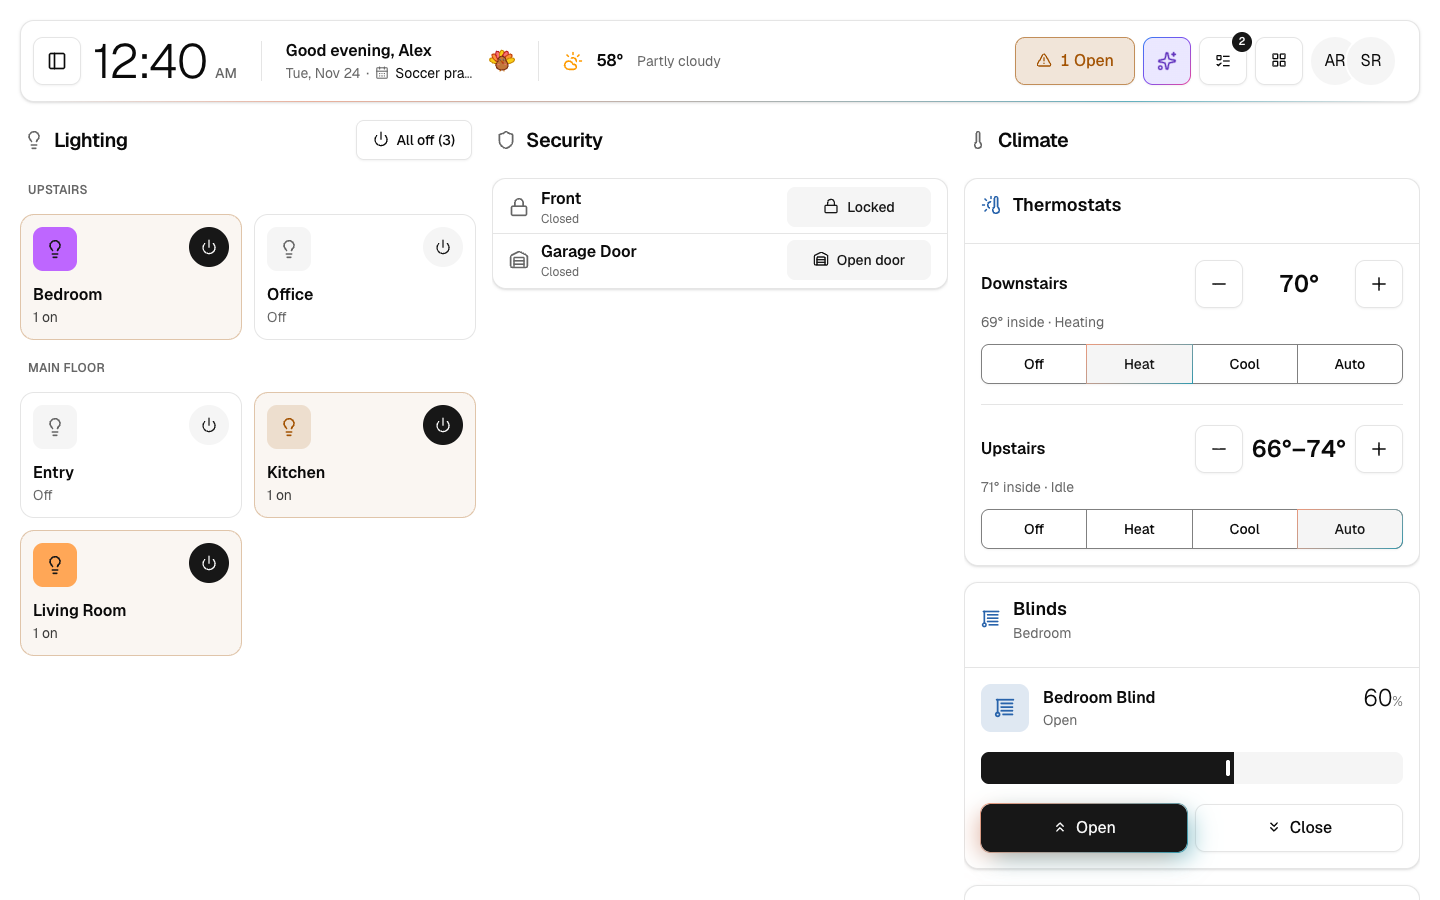 12:40 AM
Good evening, Alex
Tue, Nov 24 · Soccer pra...
58° Partly cloudy
1 Open
2
AR SR
Lighting
All off (3)
UPSTAIRS
Bedroom
1 on
Office
Off
MAIN FLOOR
Entry
Off
Kitchen
1 on
Living Room
1 on
Security
Front
Closed
Locked
Garage Door
Closed
Open door
Climate
Thermostats
Downstairs
70°
69° inside · Heating
Off Heat Cool Auto
Upstairs
66°–74°
71° inside · Idle
Off Heat Cool Auto
Blinds
Bedroom
Bedroom Blind
Open
60%
Open
Close